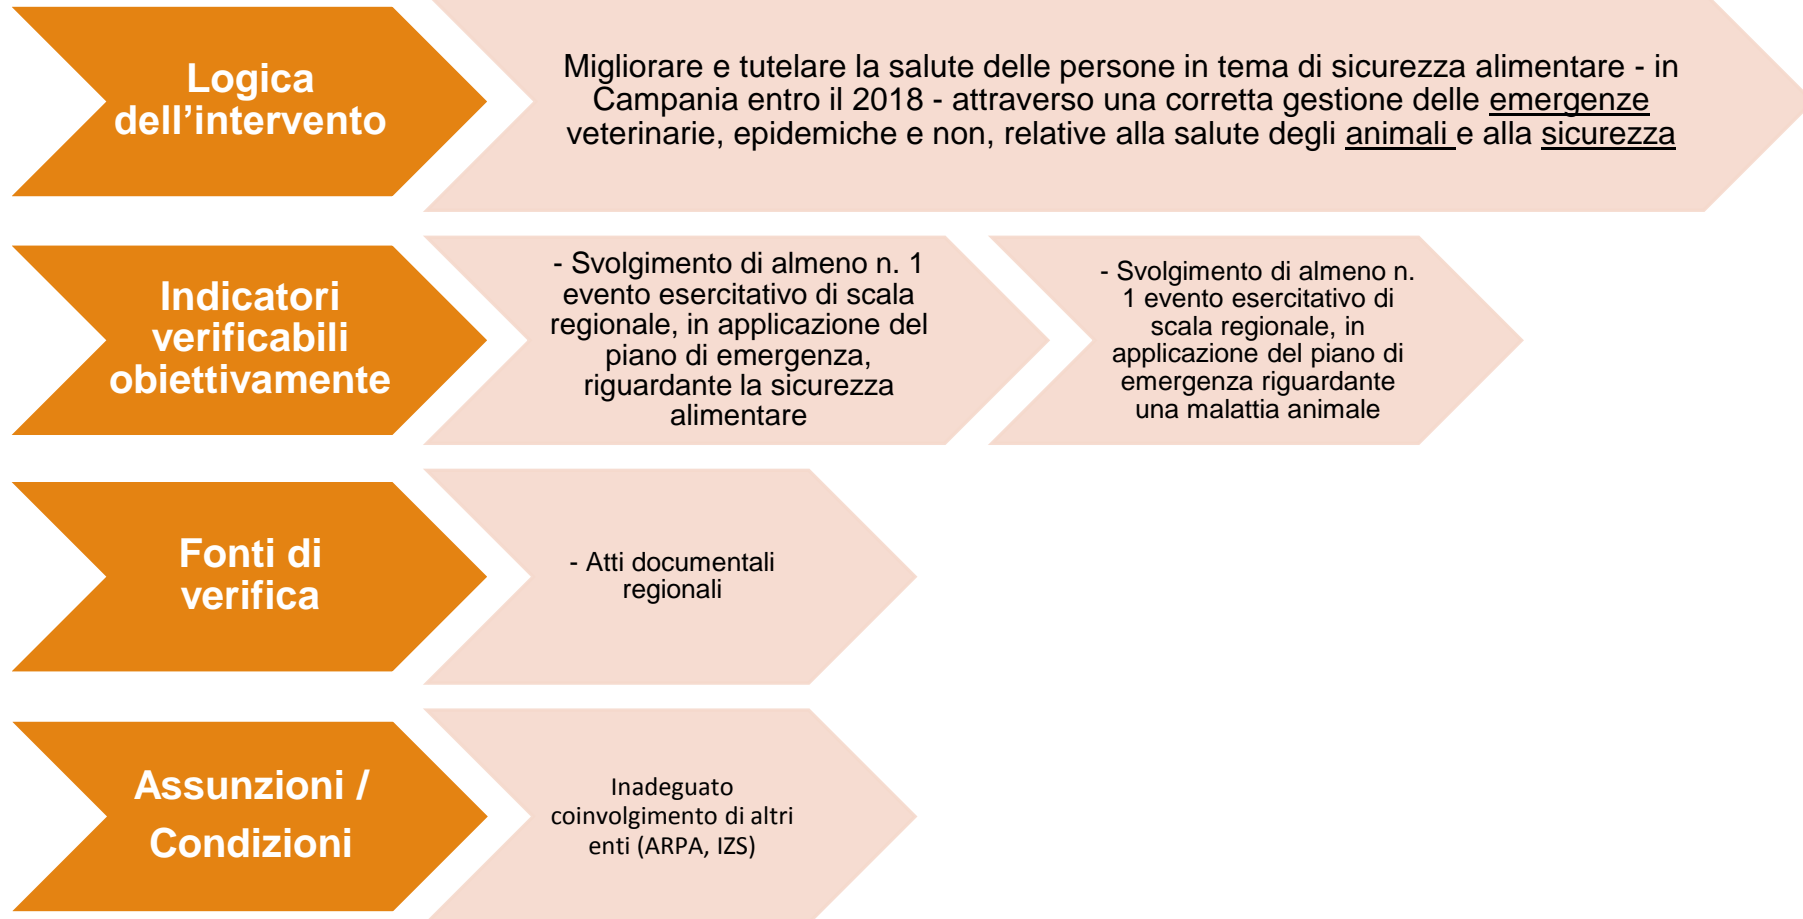 Logica
dell’intervento
Migliorare e tutelare la salute delle persone in tema di sicurezza alimentare - in
Campania entro il 2018 - attraverso una corretta gestione delle emergenze
veterinarie, epidemiche e non, relative alla salute degli animali e alla sicurezza
Indicatori
verificabili
obiettivamente
- Svolgimento di almeno n. 1
evento esercitativo di scala
regionale, in applicazione del
piano di emergenza,
riguardante la sicurezza
alimentare
- Svolgimento di almeno n.
1 evento esercitativo di
scala regionale, in
applicazione del piano di
emergenza riguardante
una malattia animale
Fonti di
verifica
- Atti documentali
regionali
Assunzioni /
Condizioni
Inadeguato
coinvolgimento di altri
enti (ARPA, IZS)